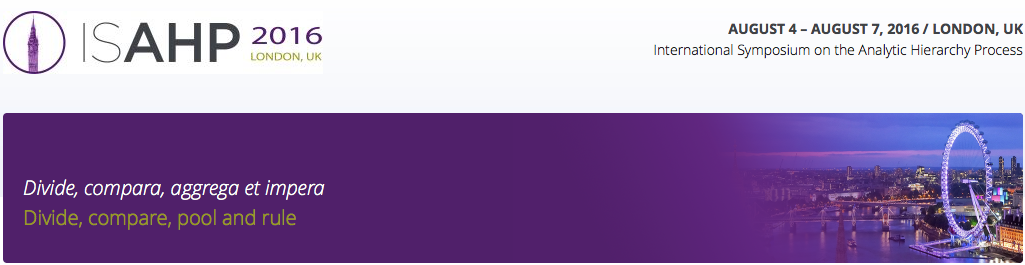 ISAHP 2016
LONDON, UK
AUGUST 4 – AUGUST 7, 2016 / LONDON, UK
International Symposium on the Analytic Hierarchy Process
Divide, compara, aggrega et impera
Divide, compare, pool and rule